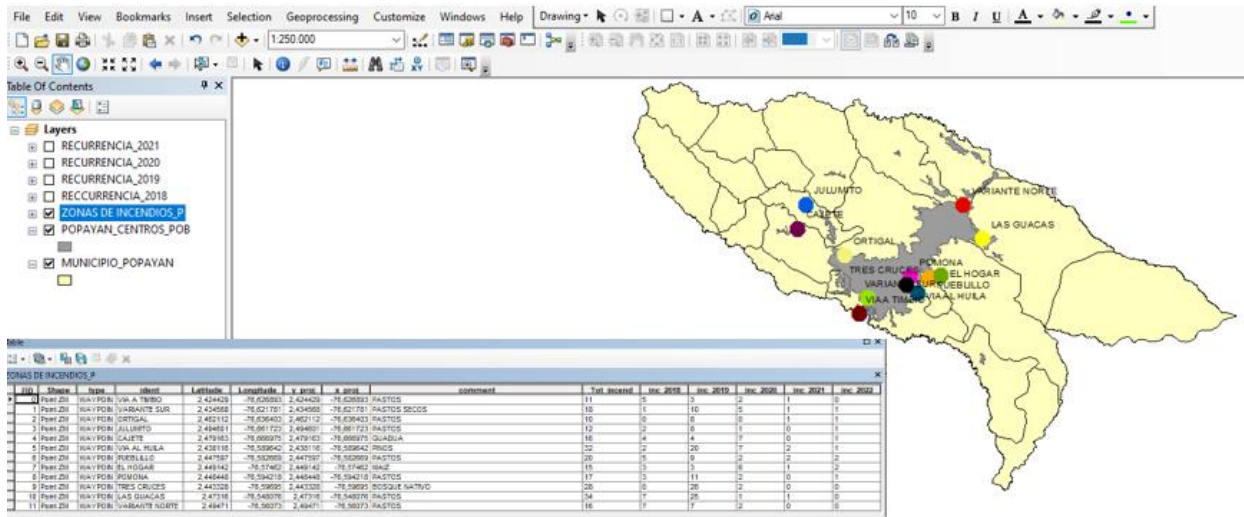 File Edit View Bookmarks Insert Selection Geoprocessing Customize Windows Help Drawing A Arial 10 B I U A
1:250.000
Table Of Contents
Layers
RECURRENCIA_2021
RECURRENCIA_2020
RECURRENCIA_2019
RECCURRENCIA_2018
ZONAS DE INCENDIOS_P
POPAYAN_CENTROS_POB
MUNICIPIO_POPAYAN
JULUMITO
VARIANTE NORTE
CAJETE
LAS GUACAS
ORTIGAL
POMONA
TRES CRUCES
EL HOGAR
PUEBLILLO
VIA AL HUILA
VIA A TIMBIO
ZONAS DE INCENDIOS_P
FID Shape type ident Latitude Longitude y_proj x_proj comment Tot_incend inc_2018 inc_2019 inc_2020 inc_2021 inc_2022
0 Point ZM WAYPOIN VIA A TIMBIO 2,424429 -76,626893 2,424429 -76,626893 PASTOS 11 5 3 2 1 0
1 Point ZM WAYPOIN VARIANTE SUR 2,434568 -76,621781 2,434568 -76,621781 PASTOS SECOS 18 1 10 5 1 1
2 Point ZM WAYPOIN ORTIGAL 2,462112 -76,636403 2,462112 -76,636403 PASTOS 10 0 8 0 1 1
3 Point ZM WAYPOIN JULUMITO 2,494681 -76,661723 2,494681 -76,661723 PASTOS 12 2 8 1 0 1
4 Point ZM WAYPOIN CAJETE 2,479163 -76,666975 2,479163 -76,666975 GUADUA 16 4 4 7 0 1
5 Point ZM WAYPOIN VIA AL HUILA 2,438116 -76,589642 2,438116 -76,589642 PINOS 32 2 20 7 2 1
6 Point ZM WAYPOIN PUEBLILLO 2,447597 -76,582669 2,447597 -76,582669 PASTOS 20 5 9 2 2 2
7 Point ZM WAYPOIN EL HOGAR 2,449142 -76,57462 2,449142 -76,57462 MAIZ 15 3 3 6 1 2
8 Point ZM WAYPOIN POMONA 2,448448 -76,594218 2,448448 -76,594218 PASTOS 17 3 11 2 0 1
9 Point ZM WAYPOIN TRES CRUCES 2,443328 -76,59695 2,443328 -76,59695 BOSQUE NATIVO 28 0 26 2 0 0
10 Point ZM WAYPOIN LAS GUACAS 2,47316 -76,548076 2,47316 -76,548076 PASTOS 34 7 25 1 1 0
11 Point ZM WAYPOIN VARIANTE NORTE 2,49471 -76,56073 2,49471 -76,56073 PASTOS 16 7 7 2 0 0